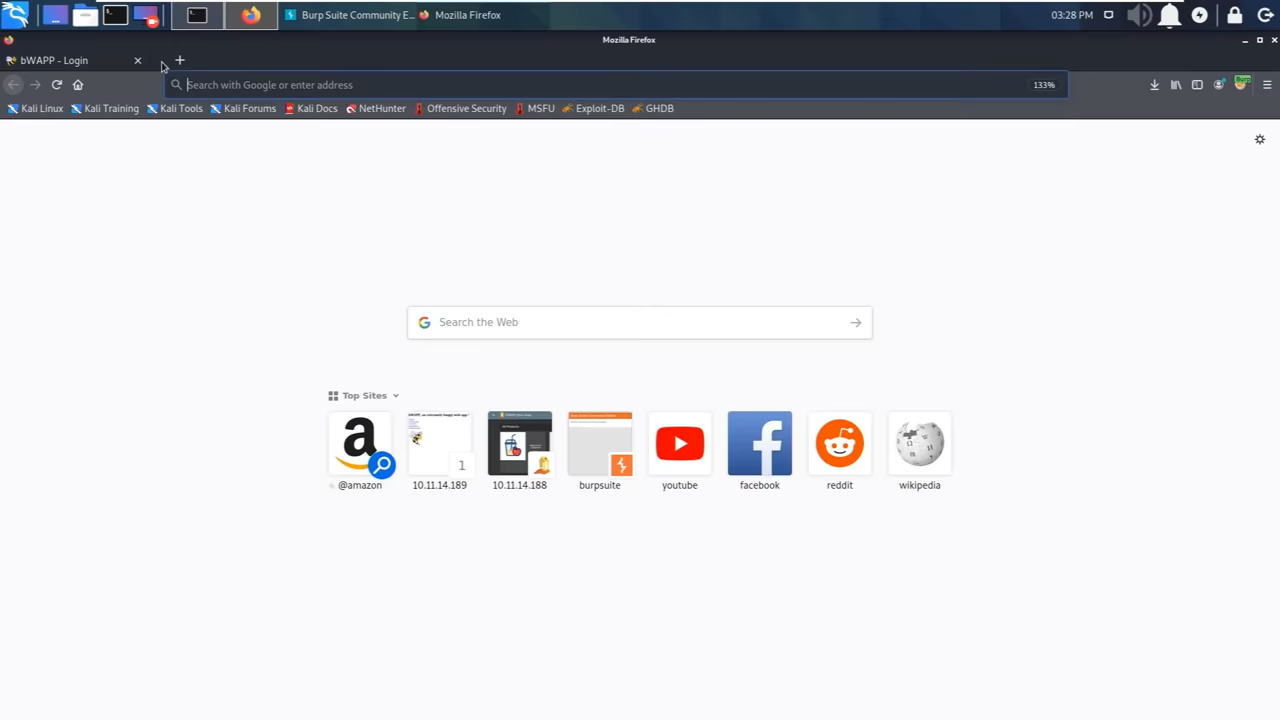 Burp Suite Community E...
Mozilla Firefox
03:28 PM
Mozilla Firefox
bWAPP - Login
Search with Google or enter address
133%
Burp
Kali Linux
Kali Training
Kali Tools
Kali Forums
Kali Docs
NetHunter
Offensive Security
MSFU
Exploit-DB
GHDB
Search the Web
Top Sites
a
1
@amazon
10.11.14.189
10.11.14.188
burpsuite
youtube
facebook
reddit
wikipedia